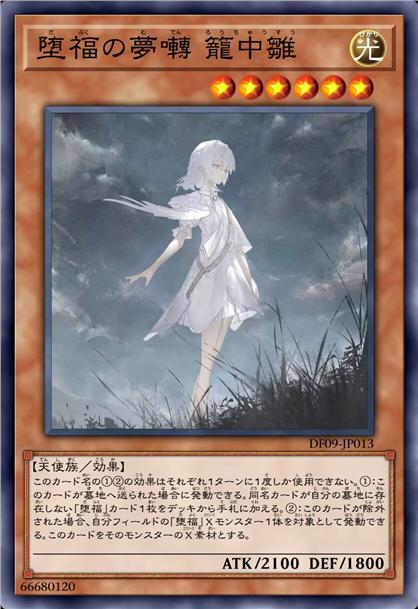 堕福の夢囀 籠中雛
光
DF09-JP013
【天使族／効果】
このカード名の①②の効果はそれぞれ1ターンに1度しか使用できない。①:こ
のカードが墓地へ送られた場合に発動できる。同名カードが自分の墓地に存
在しない「堕福」カード1枚をデッキから手札にかえる。②:このカードが除外
された場合、自分フィールドの「堕福」Xモンスター1体を対象として発動でき
る。このカードをそのモンスターのX素材とする。
ATK/2100 DEF/1800
66680120